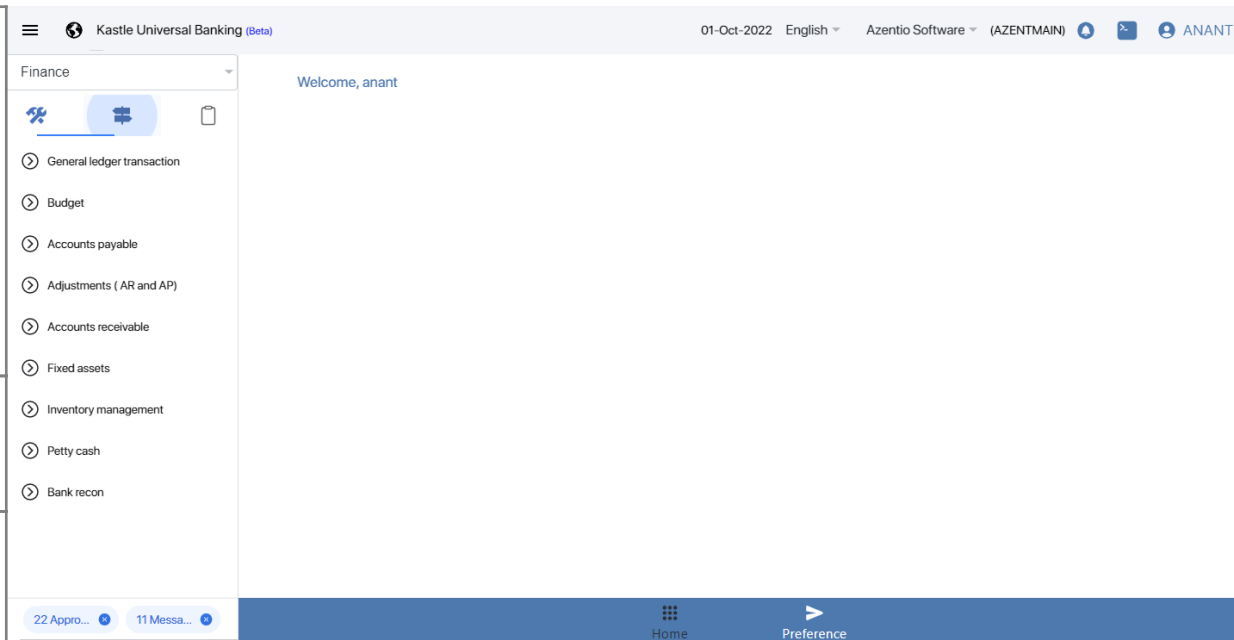 Kastle Universal Banking (Beta)
01-Oct-2022 English Azentio Software (AZENTMAIN) ANANT
Finance
Welcome, anant
General ledger transaction
Budget
Accounts payable
Adjustments ( AR and AP)
Accounts receivable
Fixed assets
Inventory management
Petty cash
Bank recon
22 Appro... 11 Messa...
Home Preference